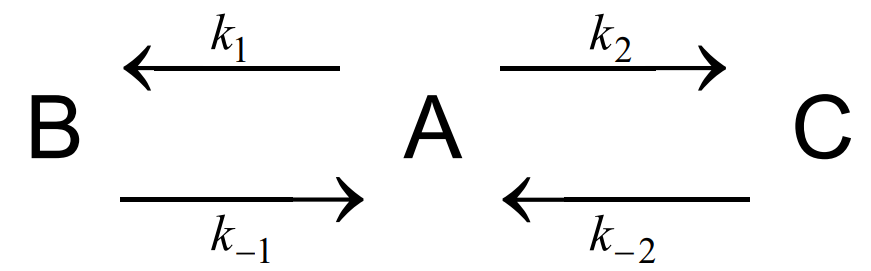 k₁ k₂
B A C
k₋₁ k₋₂